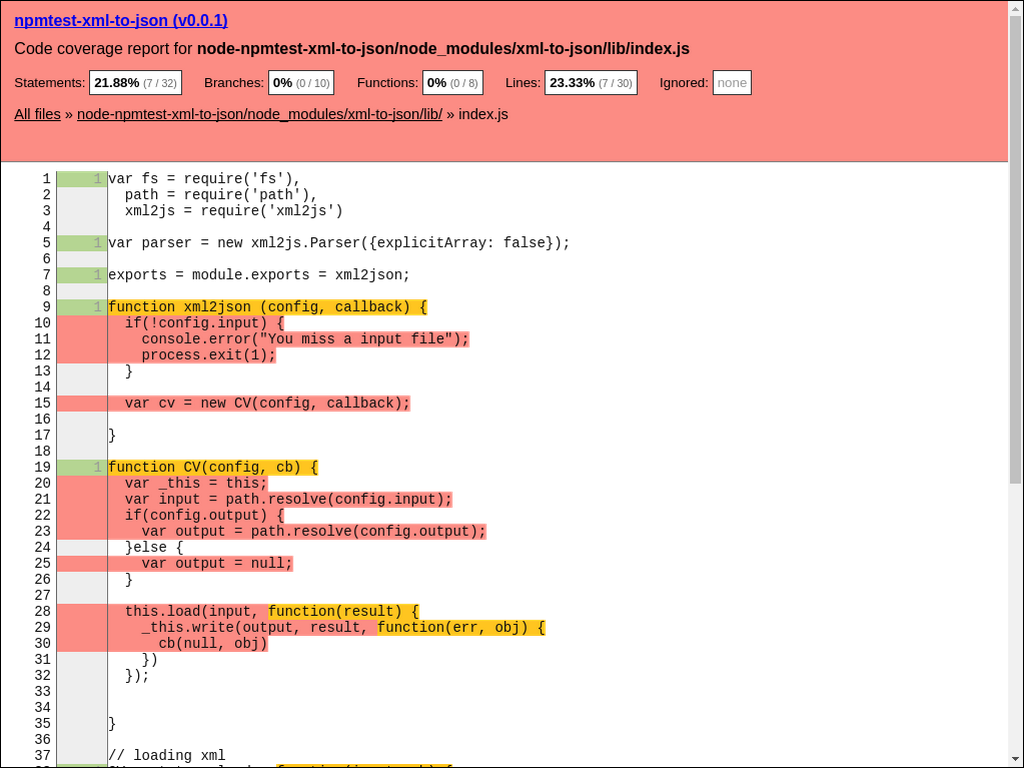 npmtest-xml-to-json (v0.0.1)
Code coverage report for node-npmtest-xml-to-json/node_modules/xml-to-json/lib/index.js
Statements: 21.88% (7 / 32) Branches: 0% (0 / 10) Functions: 0% (0 / 8) Lines: 23.33% (7 / 30) Ignored: none
All files » node-npmtest-xml-to-json/node_modules/xml-to-json/lib/ » index.js
1 1 var fs = require('fs'),
2   path = require('path'),
3   xml2js = require('xml2js')
4
5 1 var parser = new xml2js.Parser({explicitArray: false});
6
7 1 exports = module.exports = xml2json;
8
9 1 function xml2json (config, callback) {
10   if(!config.input) {
11     console.error("You miss a input file");
12     process.exit(1);
13   }
14
15   var cv = new CV(config, callback);
16
17 }
18
19 1 function CV(config, cb) {
20   var _this = this;
21   var input = path.resolve(config.input);
22   if(config.output) {
23     var output = path.resolve(config.output);
24   }else {
25     var output = null;
26   }
27
28   this.load(input, function(result) {
29     _this.write(output, result, function(err, obj) {
30       cb(null, obj)
31     })
32   });
33
34
35 }
36
37 // loading xml